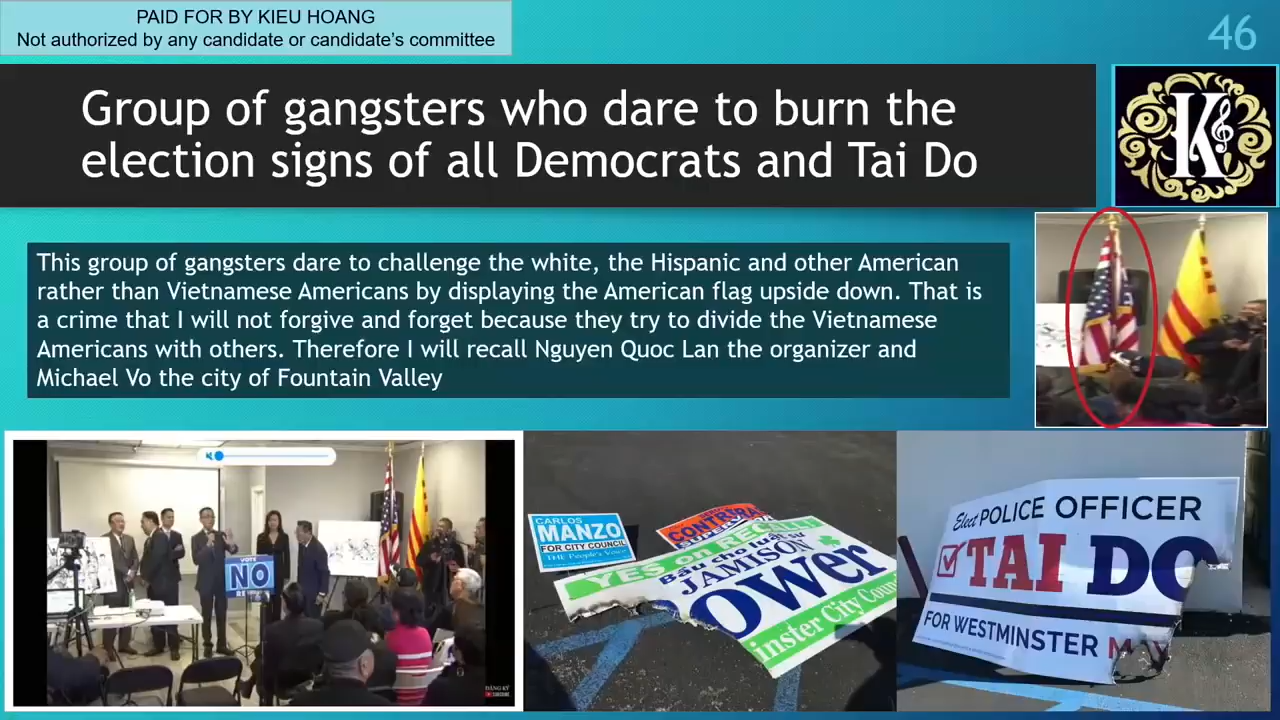 PAID FOR BY KIEU HOANG
Not authorized by any candidate or candidate's committee
46
Group of gangsters who dare to burn the
election signs of all Democrats and Tai Do
K
This group of gangsters dare to challenge the white, the Hispanic and other American
rather than Vietnamese Americans by displaying the American flag upside down. That is
a crime that I will not forgive and forget because they try to divide the Vietnamese
Americans with others. Therefore I will recall Nguyen Quoc Lan the organizer and
Michael Vo the city of Fountain Valley
VOTE
NO
ĐĂNG KÝ
CARLOS
MANZO
FOR CITY COUNCIL
THE People's Voice
YES on RECALL!
Bầu cho luật sư
JAMISON
ower
inster City Coun
Elect POLICE OFFICER
TAI DO
FOR WESTMINSTER M